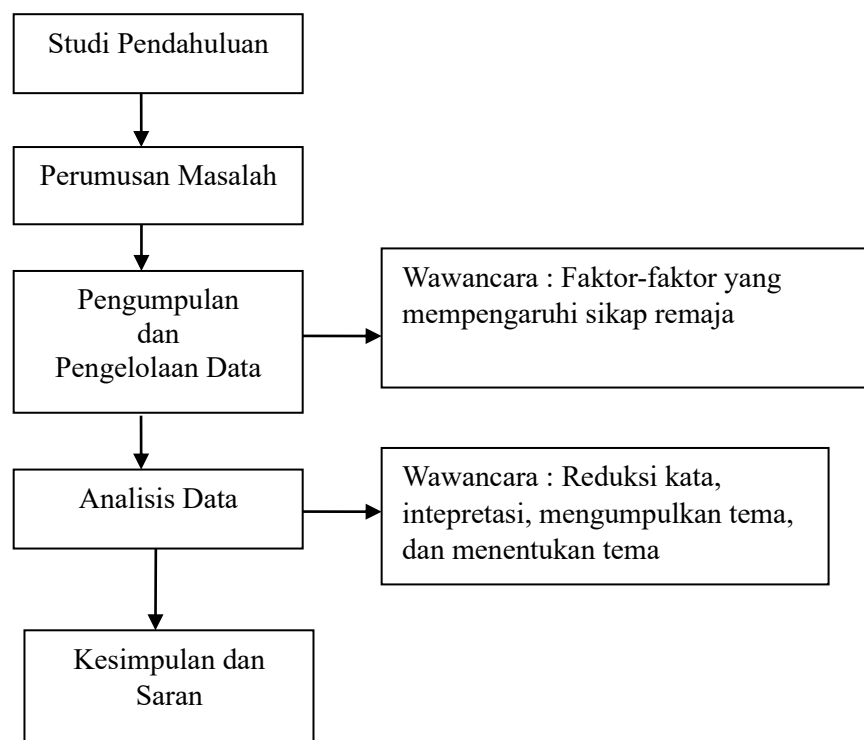 Studi Pendahuluan
Perumusan Masalah
Pengumpulan
dan
Pengelolaan Data
Wawancara : Faktor-faktor yang
mempengaruhi sikap remaja
Analisis Data
Wawancara : Reduksi kata,
intepretasi, mengumpulkan tema,
dan menentukan tema
Kesimpulan dan
Saran